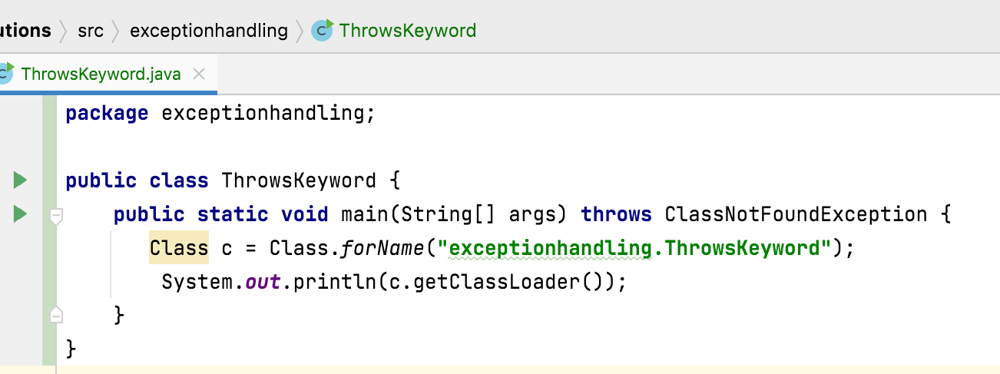 utions src exceptionhandling C ThrowsKeyword
C ThrowsKeyword.java
package exceptionhandling;
public class ThrowsKeyword {
public static void main(String[] args) throws ClassNotFoundException {
Class c = Class.forName("exceptionhandling.ThrowsKeyword");
System.out.println(c.getClassLoader());
}
}